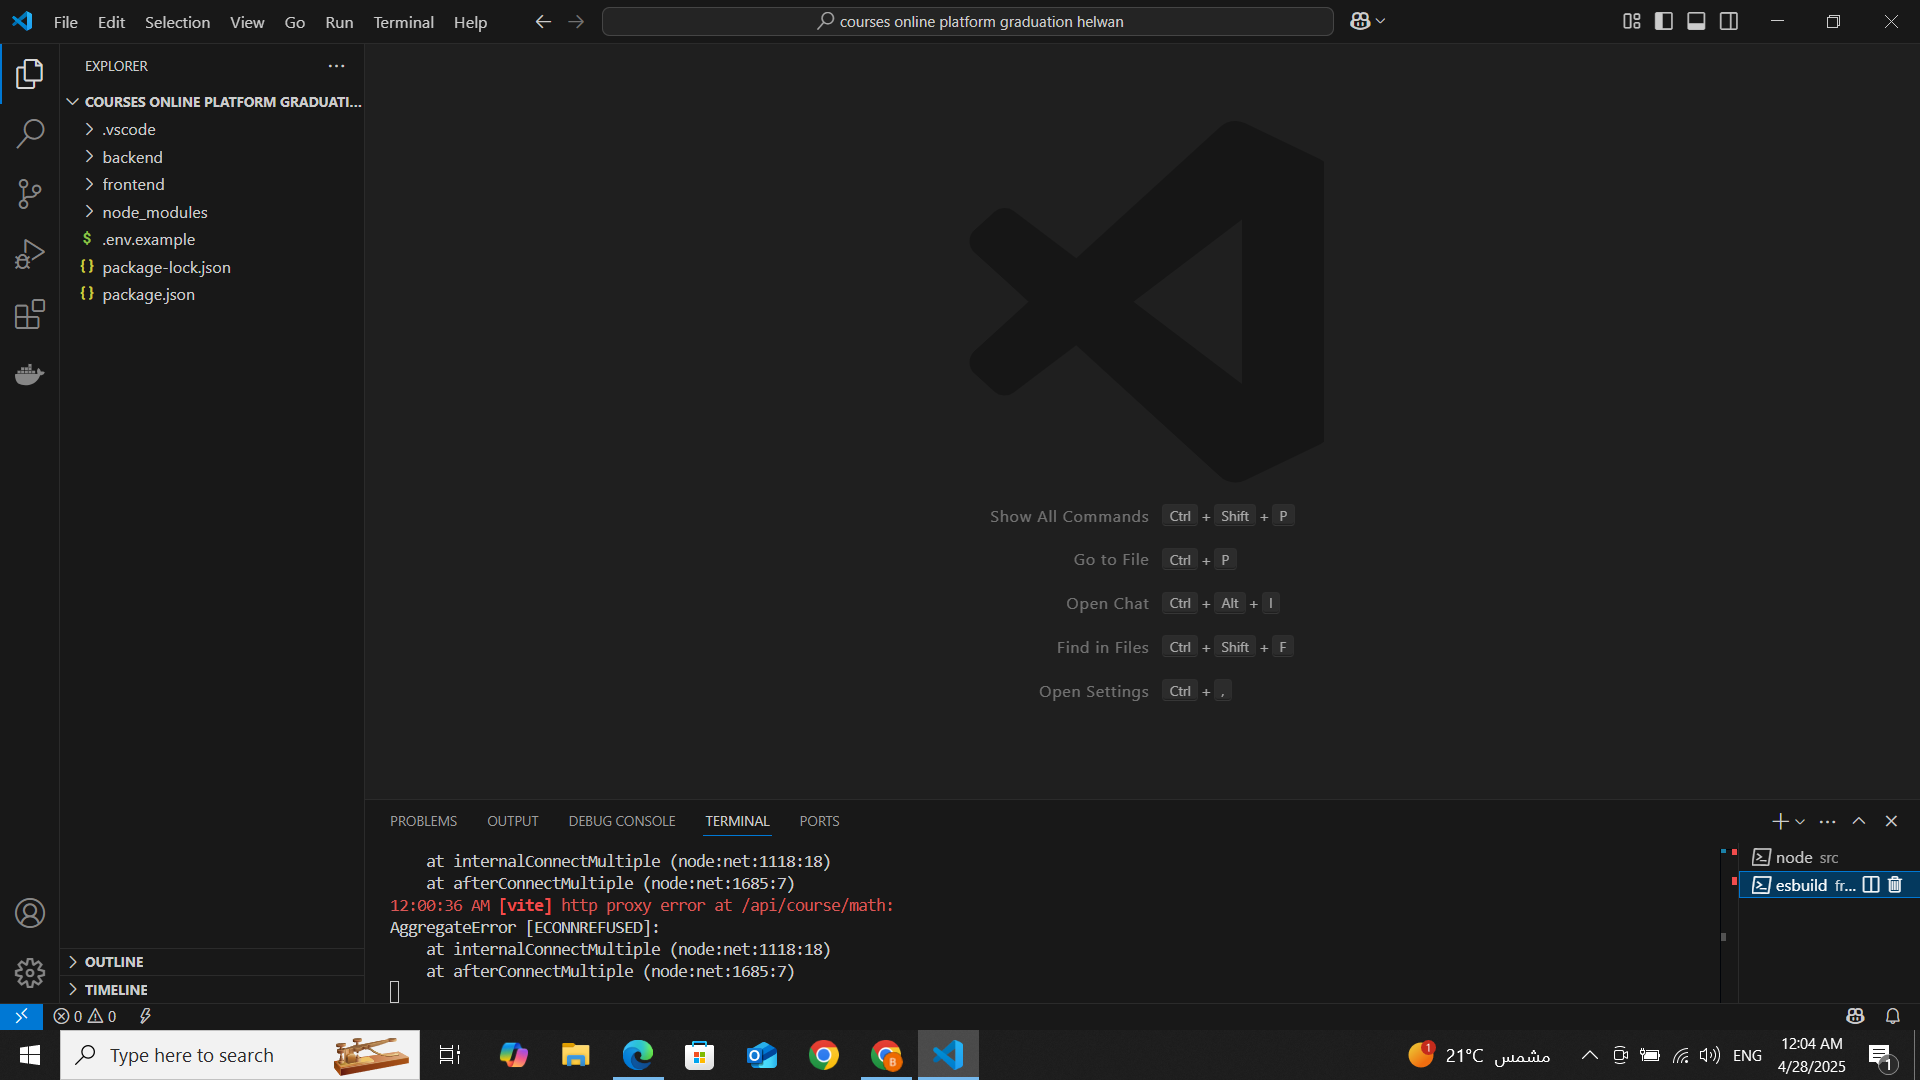 File Edit Selection View Go Run Terminal Help
courses online platform graduation helwan
EXPLORER
COURSES ONLINE PLATFORM GRADUATI...
.vscode
backend
frontend
node_modules
.env.example
package-lock.json
package.json
Show All Commands Ctrl + Shift + P
Go to File Ctrl + P
Open Chat Ctrl + Alt + I
Find in Files Ctrl + Shift + F
Open Settings Ctrl + ,
PROBLEMS OUTPUT DEBUG CONSOLE TERMINAL PORTS
at internalConnectMultiple (node:net:1118:18)
at afterConnectMultiple (node:net:1685:7)
12:00:36 AM [vite] http proxy error at /api/course/math:
AggregateError [ECONNREFUSED]:
at internalConnectMultiple (node:net:1118:18)
at afterConnectMultiple (node:net:1685:7)
node src
esbuild fr...
OUTLINE
TIMELINE
0 0
Type here to search
1
21°C مشمس
ENG
12:04 AM
4/28/2025
1